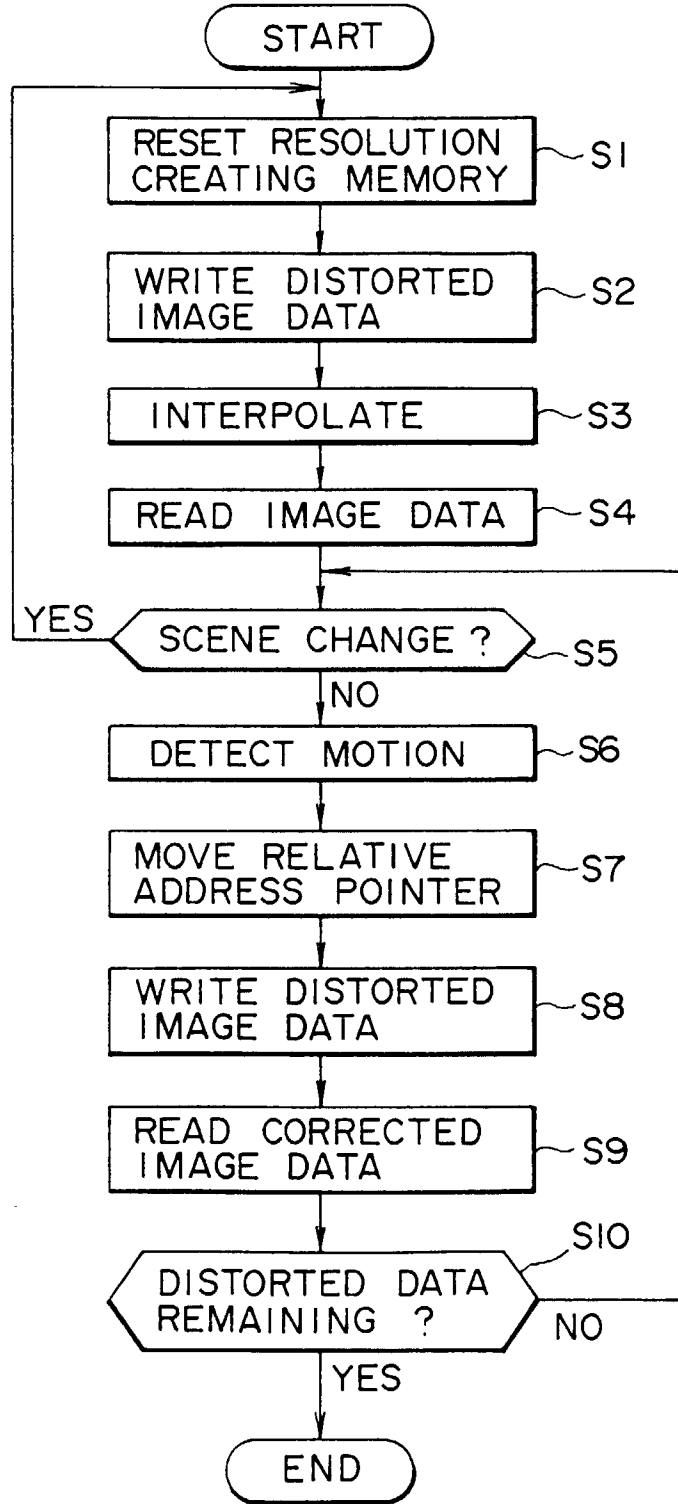 START
RESET RESOLUTION
CREATING MEMORY
S1
WRITE DISTORTED
IMAGE DATA
S2
INTERPOLATE
S3
READ IMAGE DATA
S4
YES
SCENE CHANGE ?
S5
NO
DETECT MOTION
S6
MOVE RELATIVE
ADDRESS POINTER
S7
WRITE DISTORTED
IMAGE DATA
S8
READ CORRECTED
IMAGE DATA
S9
S10
DISTORTED DATA
REMAINING ?
NO
YES
END